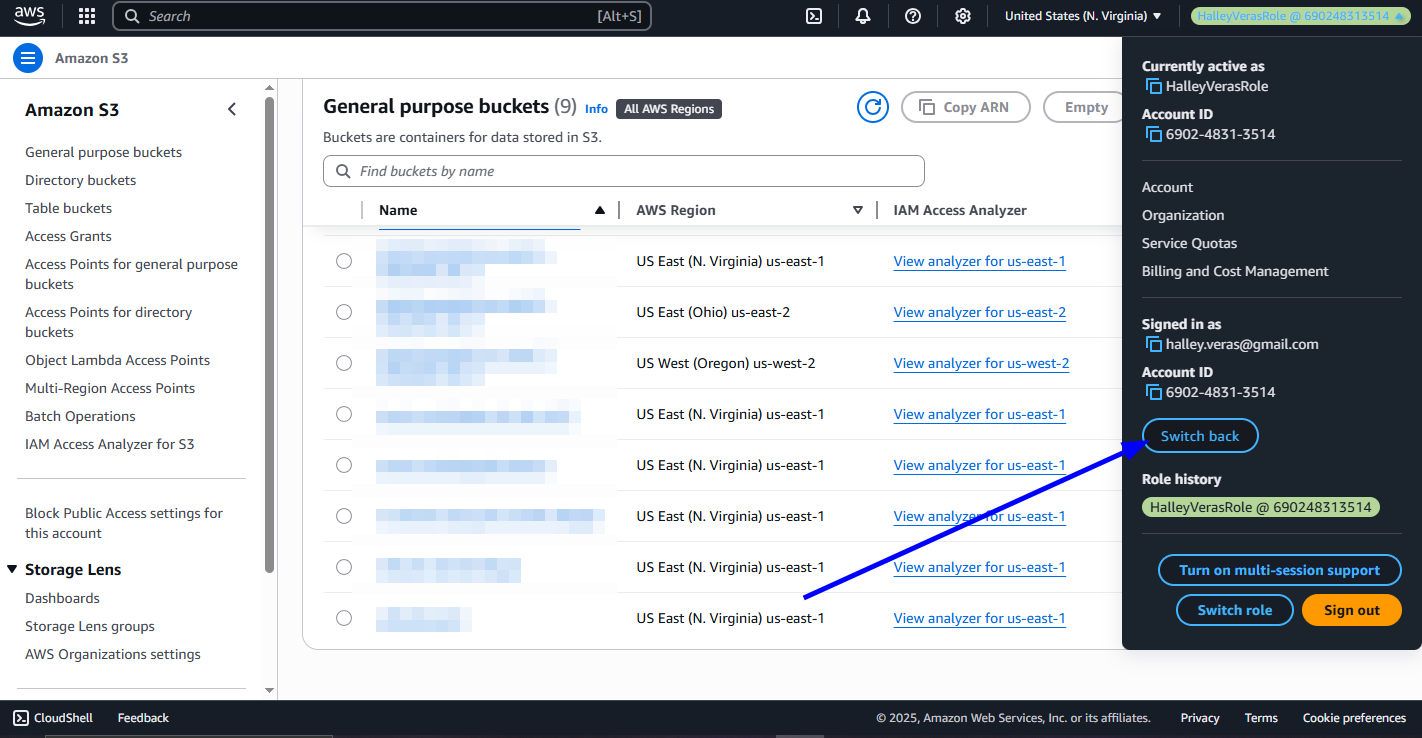 aws
Search
[Alt+S]
United States (N. Virginia)
HalleyVerasRole @ 690248313514
Amazon S3
Amazon S3
General purpose buckets
Directory buckets
Table buckets
Access Grants
Access Points for general purpose
buckets
Access Points for directory
buckets
Object Lambda Access Points
Multi-Region Access Points
Batch Operations
IAM Access Analyzer for S3
Block Public Access settings for
this account
Storage Lens
Dashboards
Storage Lens groups
AWS Organizations settings
General purpose buckets (9) Info All AWS Regions
Copy ARN
Empty
Buckets are containers for data stored in S3.
Find buckets by name
Name AWS Region IAM Access Analyzer
US East (N. Virginia) us-east-1 View analyzer for us-east-1
US East (Ohio) us-east-2 View analyzer for us-east-2
US West (Oregon) us-west-2 View analyzer for us-west-2
US East (N. Virginia) us-east-1 View analyzer for us-east-1
US East (N. Virginia) us-east-1 View analyzer for us-east-1
US East (N. Virginia) us-east-1 View analyzer for us-east-1
US East (N. Virginia) us-east-1 View analyzer for us-east-1
US East (N. Virginia) us-east-1 View analyzer for us-east-1
Currently active as
HalleyVerasRole
Account ID
6902-4831-3514
Account
Organization
Service Quotas
Billing and Cost Management
Signed in as
halley.veras@gmail.com
Account ID
6902-4831-3514
Switch back
Role history
HalleyVerasRole @ 690248313514
Turn on multi-session support
Switch role Sign out
CloudShell Feedback © 2025, Amazon Web Services, Inc. or its affiliates. Privacy Terms Cookie preferences